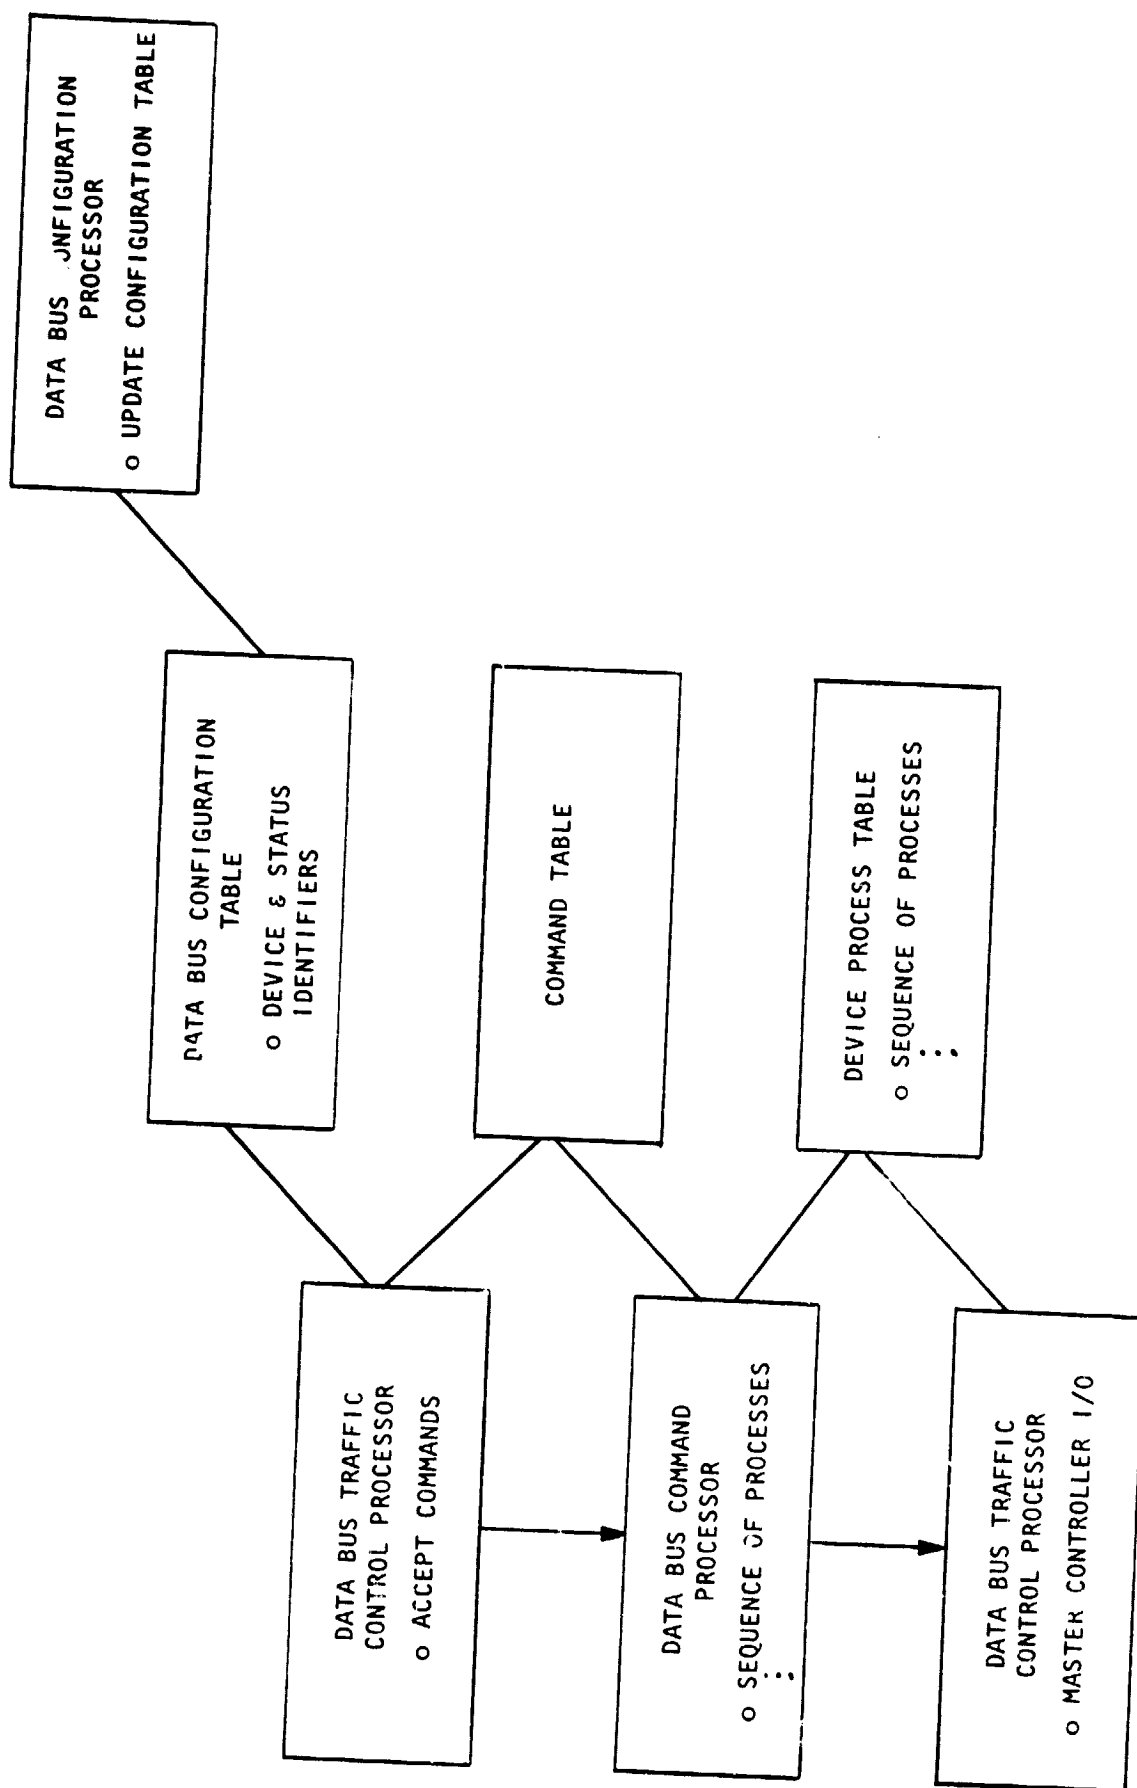 DATA BUS TRAFFIC
CONTROL PROCESSOR
o ACCEPT COMMANDS
DATA BUS COMMAND
PROCESSOR
o SEQUENCE OF PROCESSES
DATA BUS TRAFFIC
CONTROL PROCESSOR
o MASTER CONTROLLER I/O
DATA BUS CONFIGURATION
TABLE
o DEVICE & STATUS
IDENTIFIERS
COMMAND TABLE
DEVICE PROCESS TABLE
o SEQUENCE OF PROCESSES
DATA BUS ONFIGURATION
PROCESSOR
o UPDATE CONFIGURATION TABLE